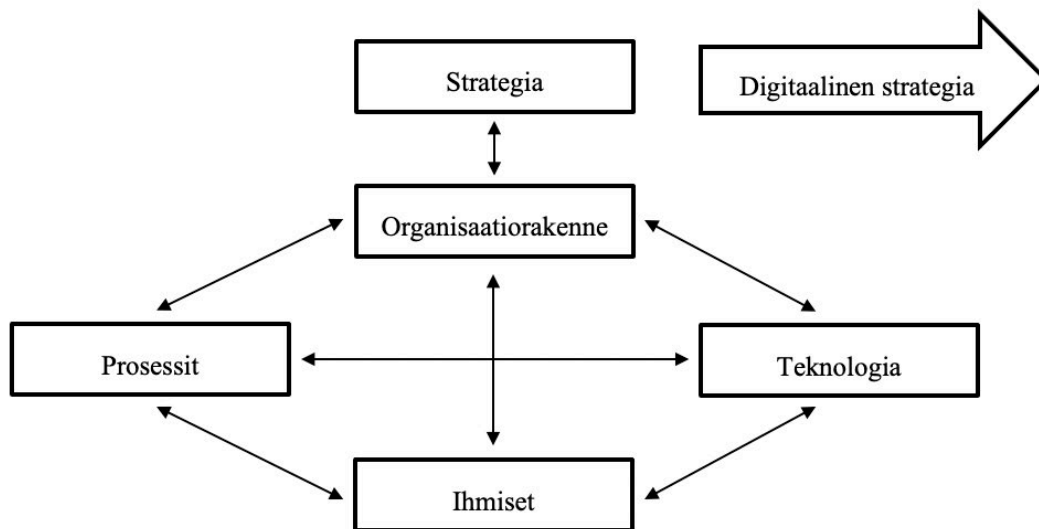 Strategia
Digitaalinen strategia
Organisaatiorakenne
Prosessit
Teknologia
Ihmiset